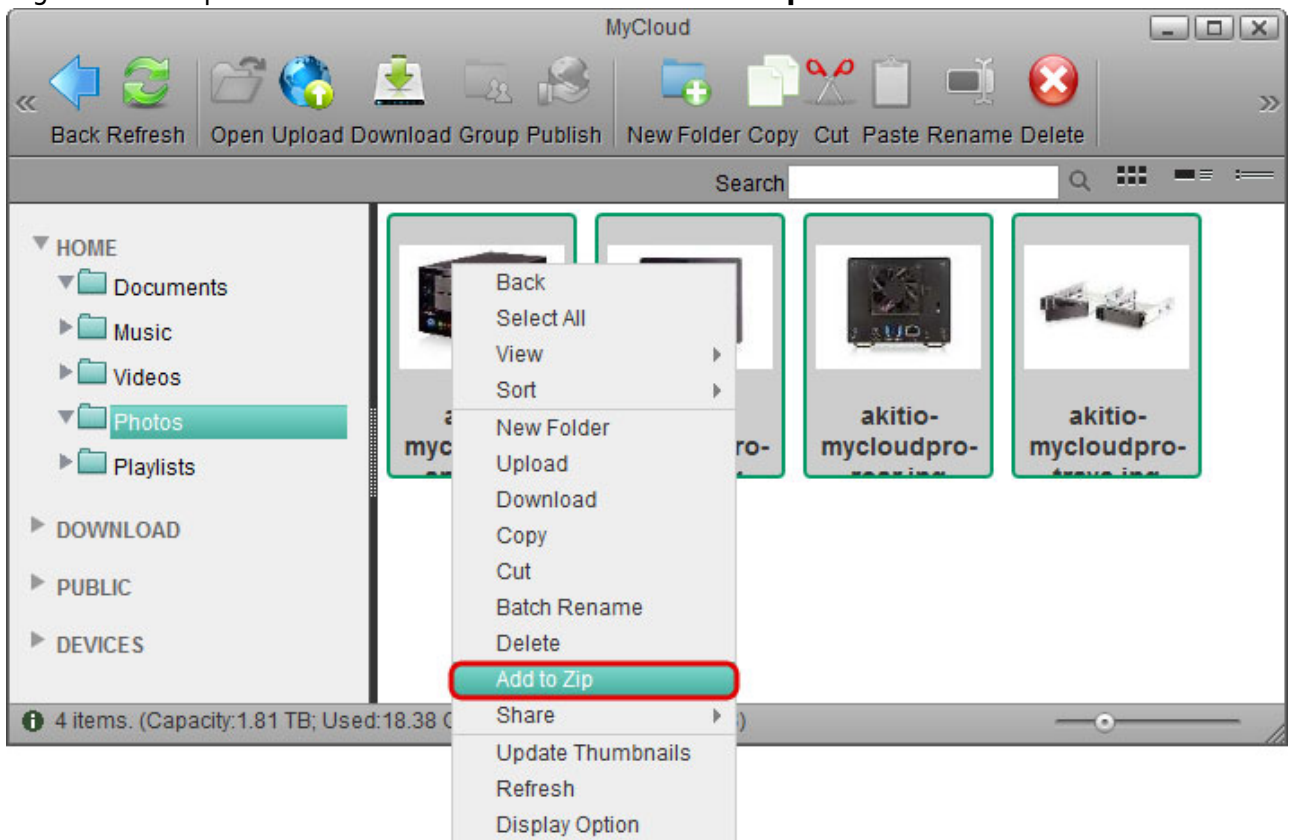 MyCloud
Back Refresh Open Upload Download Group Publish New Folder Copy Cut Paste Rename Delete
Search
HOME
Documents
Music
Videos
Photos
Playlists
DOWNLOAD
PUBLIC
DEVICES
akitio-
mycloudpro-
akitio-
mycloudpro-
Back
Select All
View
Sort
New Folder
Upload
Download
Copy
Cut
Batch Rename
Delete
Add to Zip
Share
Update Thumbnails
Refresh
Display Option
4 items. (Capacity:1.81 TB; Used:18.38